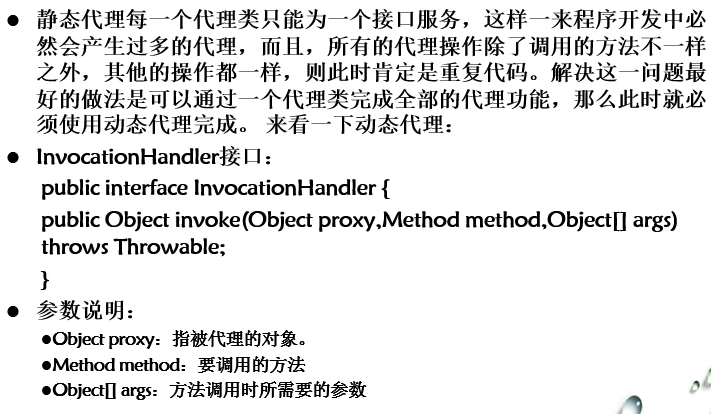 ● 静态代理每一个代理类只能为一个接口服务，这样一来程序开发中必
然会产生过多的代理，而且，所有的代理操作除了调用的方法不一样
之外，其他的操作都一样，则此时肯定是重复代码。解决这一问题最
好的做法是可以通过一个代理类完成全部的代理功能，那么此时就必
须使用动态代理完成。 来看一下动态代理：
● InvocationHandler接口：
public interface InvocationHandler {
public Object invoke(Object proxy,Method method,Object[] args)
throws Throwable;
}
● 参数说明：
●Object proxy：指被代理的对象。
●Method method：要调用的方法
●Object[] args：方法调用时所需要的参数